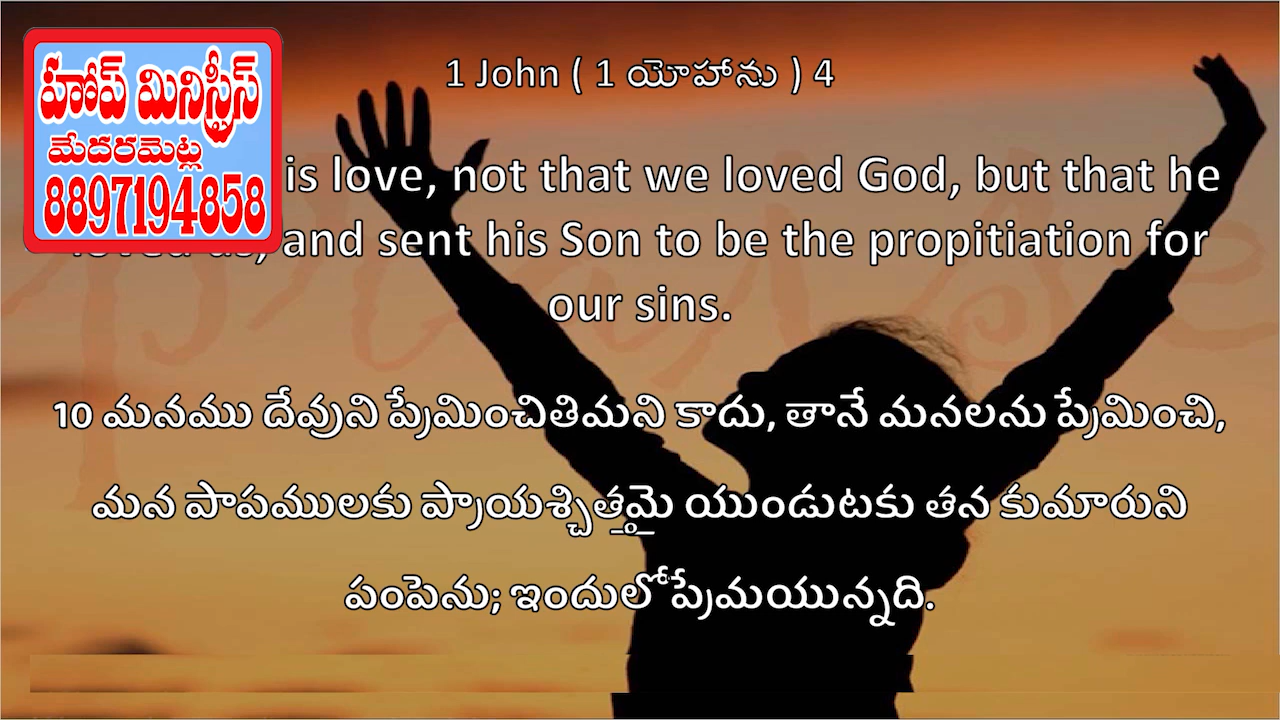 హోప్ మినిస్ట్రీస్
మేదరమెట్ల
8897194858
1 John ( 1 యోహాను ) 4
is love, not that we loved God, but that he
and sent his Son to be the propitiation for
our sins.
10 మనము దేవుని ప్రేమించితిమని కాదు, తానే మనలను ప్రేమించి,
మన పాపములకు ప్రాయశ్చిత్తమై యుండుటకు తన కుమారుని
పంపెను; ఇందులో ప్రేమయున్నది.